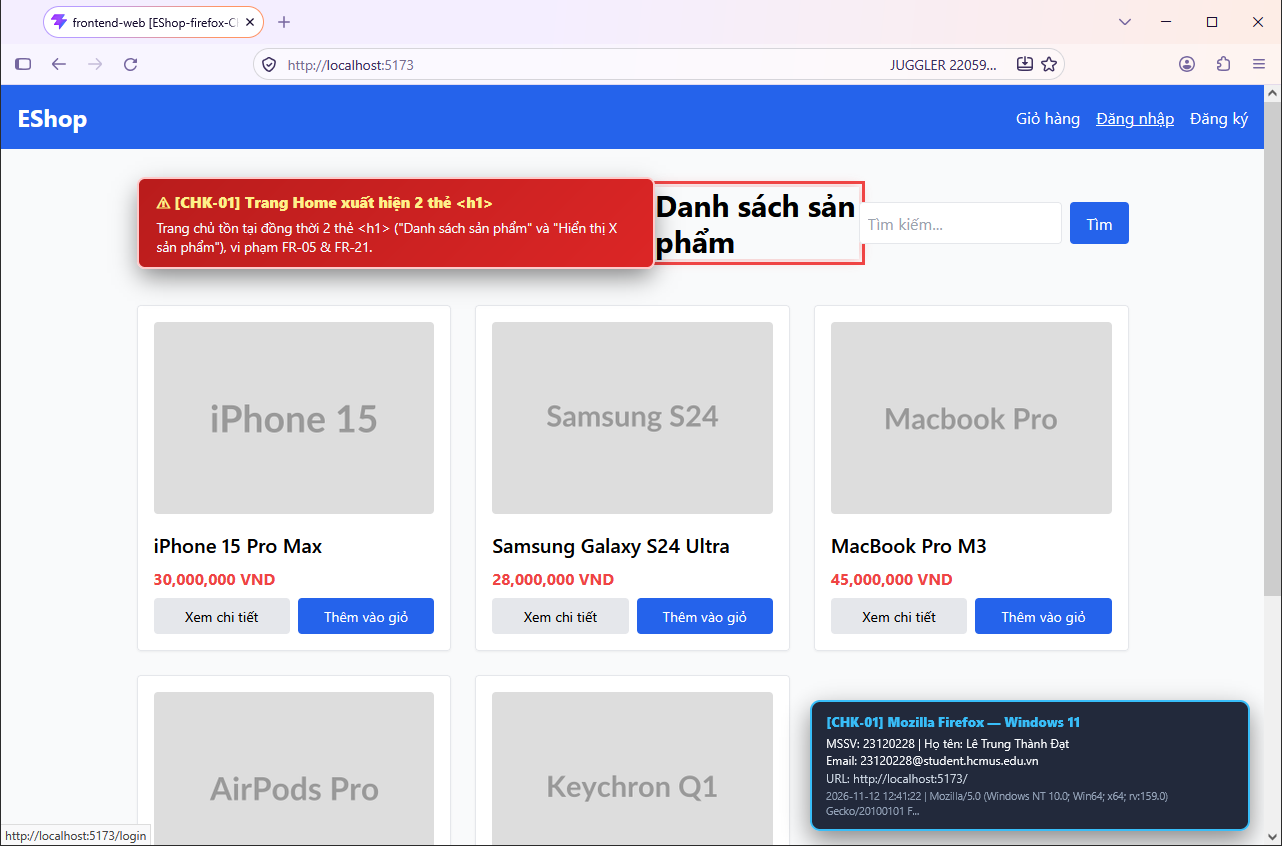 frontend-web [EShop-firefox-Cl
http://localhost:5173
JUGGLER 22059...
EShop
Giỏ hàng
Đăng nhập
Đăng ký
⚠ [CHK-01] Trang Home xuất hiện 2 thẻ <h1>
Trang chủ tồn tại đồng thời 2 thẻ <h1> ("Danh sách sản phẩm" và "Hiển thị X
sản phẩm"), vi phạm FR-05 & FR-21.
Danh sách sản
phẩm
Tìm kiếm...
Tìm
iPhone 15
Samsung S24
Macbook Pro
iPhone 15 Pro Max
Samsung Galaxy S24 Ultra
MacBook Pro M3
30,000,000 VND
28,000,000 VND
45,000,000 VND
Xem chi tiết
Thêm vào giỏ
Xem chi tiết
Thêm vào giỏ
Xem chi tiết
Thêm vào giỏ
AirPods Pro
Keychron Q1
[CHK-01] Mozilla Firefox — Windows 11
MSSV: 23120228 | Họ tên: Lê Trung Thành Đạt
Email: 23120228@student.hcmus.edu.vn
URL: http://localhost:5173/
2026-11-12 12:41:22 | Mozilla/5.0 (Windows NT 10.0; Win64; x64; rv:159.0)
Gecko/20100101 F...
http://localhost:5173/login